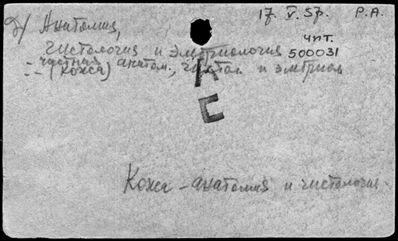 17. V. 57. P.A.
д) Анатомия,
гистология и эмбриология
чит.
500031
- частная анатом., гистол. и эмбриол
- - (кожа)
А
С
Кожа - анатомия и гистология.